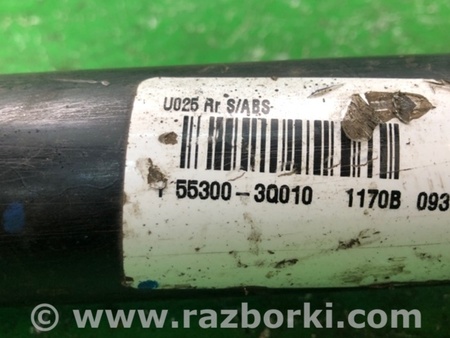 U025 Rr S/ABS
55300-3Q010 1170B 093
© www.razborki.com